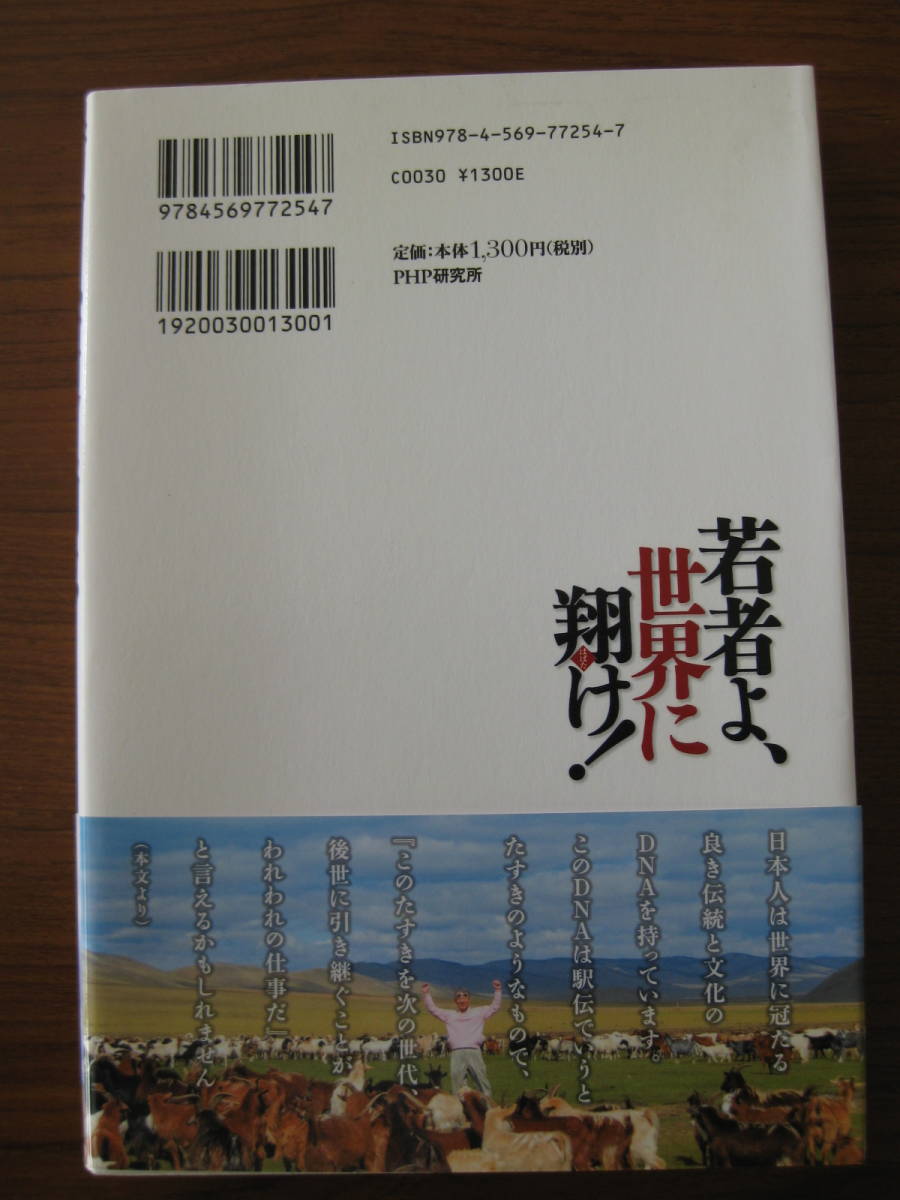 ISBN978-4-569-77254-7
C0030 ¥1300E
9784569772547
定価:本体1,300円(税別)
PHP研究所
1920030013001
若者よ、
世界に
翔け!
はばた
日本人は世界に冠たる
良き伝統と文化の
DNAを持っています。
このDNAは駅伝でいうと
たすきのようなもので、
『このたすきを次の世代、
後世に引き継ぐことが
われわれの仕事だ』
と言えるかもしれません
(本文より)